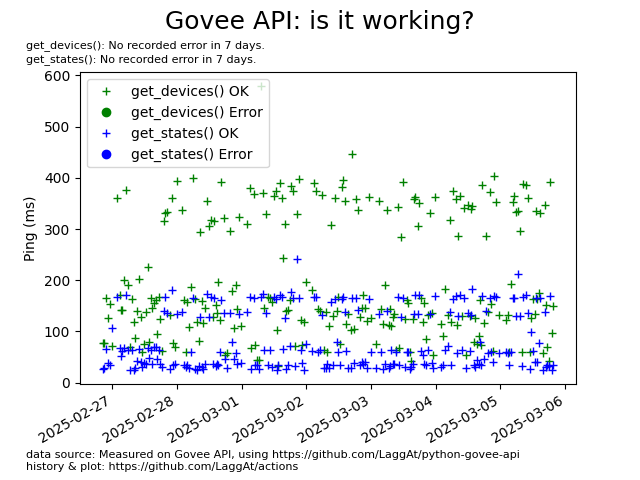 Govee API: is it working?
get_devices(): No recorded error in 7 days.
get_states(): No recorded error in 7 days.
600
500
400
300
200
100
0
Ping (ms)
get_devices() OK
get_devices() Error
get_states() OK
get_states() Error
2025-02-27
2025-02-28
2025-03-01
2025-03-02
2025-03-03
2025-03-04
2025-03-05
2025-03-06
data source: Measured on Govee API, using https://github.com/LaggAt/python-govee-api
history & plot: https://github.com/LaggAt/actions